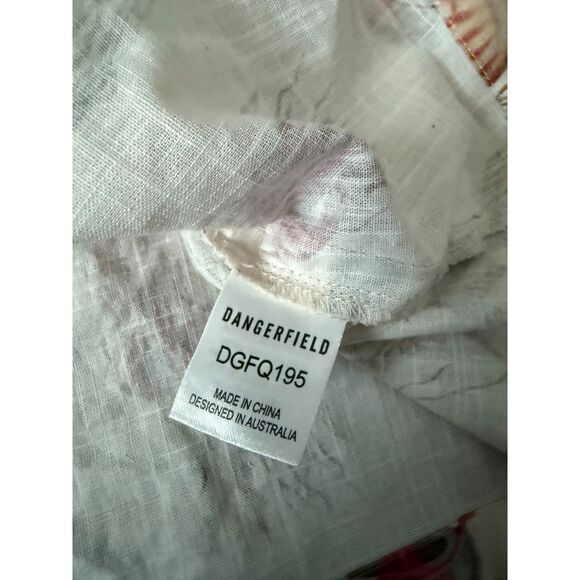 DANGERFIELD
DGFQ195
MADE IN CHINA
DESIGNED IN AUSTRALIA